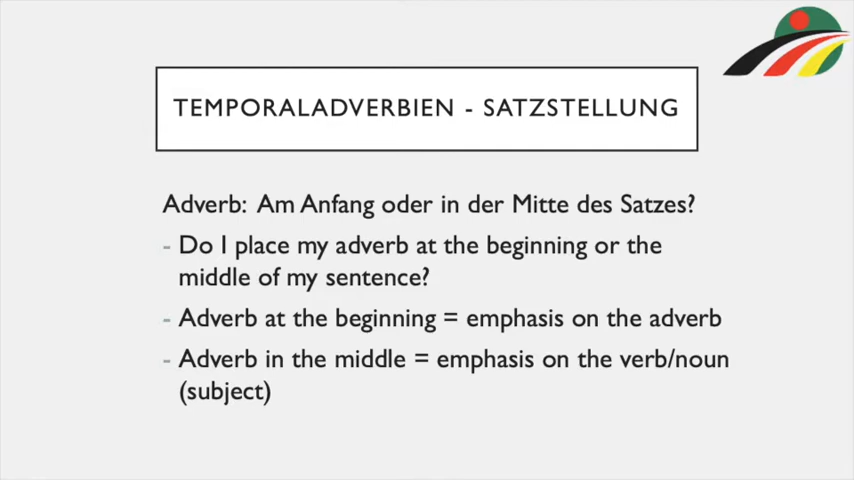 TEMPORALADVERBIEN - SATZSTELLUNG
Adverb: Am Anfang oder in der Mitte des Satzes?
- Do I place my adverb at the beginning or the
middle of my sentence?
- Adverb at the beginning = emphasis on the adverb
- Adverb in the middle = emphasis on the verb/noun
(subject)